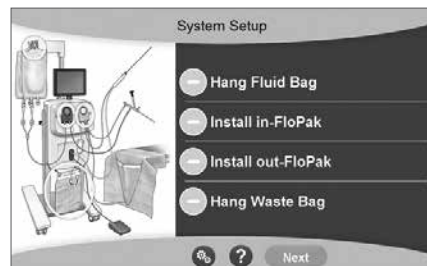 System Setup
Hang Fluid Bag
Install in-FloPak
Install out-FloPak
Hang Waste Bag
?
Next